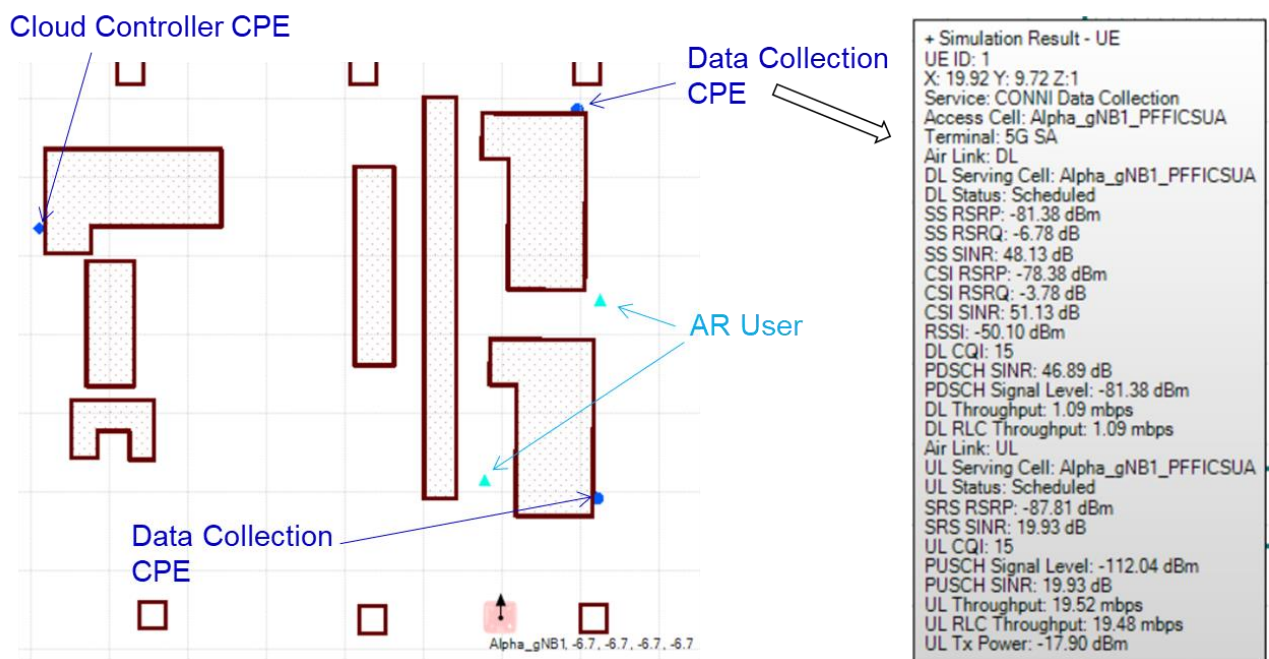 Cloud Controller CPE
Data Collection
CPE
AR User
Data Collection
CPE
Alpha_gNB1, -6.7, -6.7, -6.7, -6.7
+ Simulation Result - UE
UE ID: 1
X: 19.92 Y: 9.72 Z:1
Service: CONNI Data Collection
Access Cell: Alpha_gNB1_PFFICSUA
Terminal: 5G SA
Air Link: DL
DL Serving Cell: Alpha_gNB1_PFFICSUA
DL Status: Scheduled
SS RSRP: -81.38 dBm
SS RSRQ: -6.78 dB
SS SINR: 48.13 dB
CSI RSRP: -78.38 dBm
CSI RSRQ: -3.78 dB
CSI SINR: 51.13 dB
RSSI: -50.10 dBm
DL CQI: 15
PDSCH SINR: 46.89 dB
PDSCH Signal Level: -81.38 dBm
DL Throughput: 1.09 mbps
DL RLC Throughput: 1.09 mbps
Air Link: UL
UL Serving Cell: Alpha_gNB1_PFFICSUA
UL Status: Scheduled
SRS RSRP: -87.81 dBm
SRS SINR: 19.93 dB
UL CQI: 15
PUSCH Signal Level: -112.04 dBm
PUSCH SINR: 19.93 dB
UL Throughput: 19.52 mbps
UL RLC Throughput: 19.48 mbps
UL Tx Power: -17.90 dBm